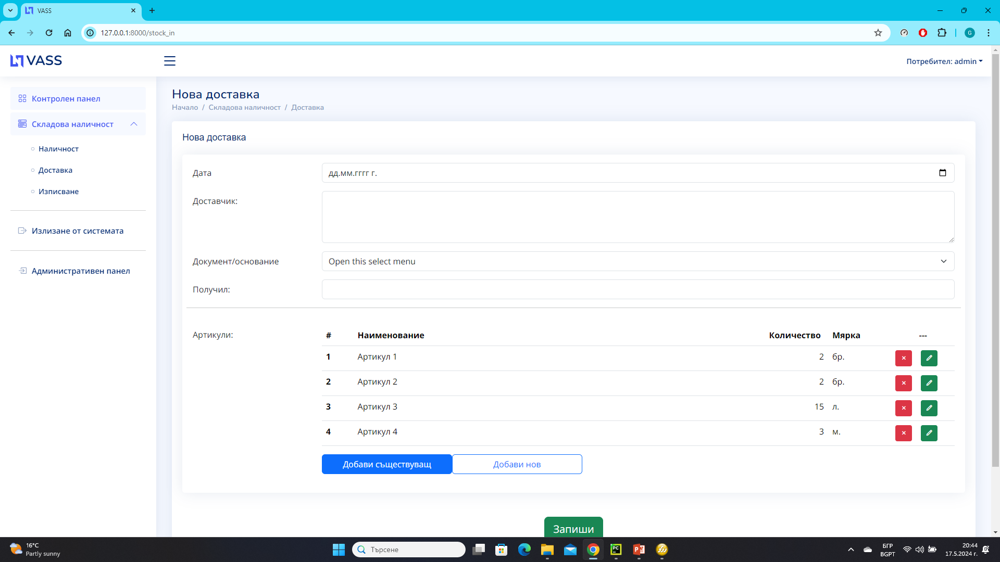 VASS
127.0.0.1:8000/stock_in
G
VASS
Потребител: admin
Контролен панел
Складова наличност
Наличност
Доставка
Изписване
Излизане от системата
Административен панел
Нова доставка
Начало / Складова наличност / Доставка
Нова доставка
Дата
дд.мм.гггг г.
Доставчик:
Документ/основание
Open this select menu
Получил:
Артикули:
# Наименование Количество Мярка ---
1 Артикул 1 2 бр.
2 Артикул 2 2 бр.
3 Артикул 3 15 л.
4 Артикул 4 3 м.
Добави съществуващ
Добави нов
Запиши
16°C
Partly sunny
Търсене
PC
P
БГР
BGPT
20:44
17.5.2024 г.